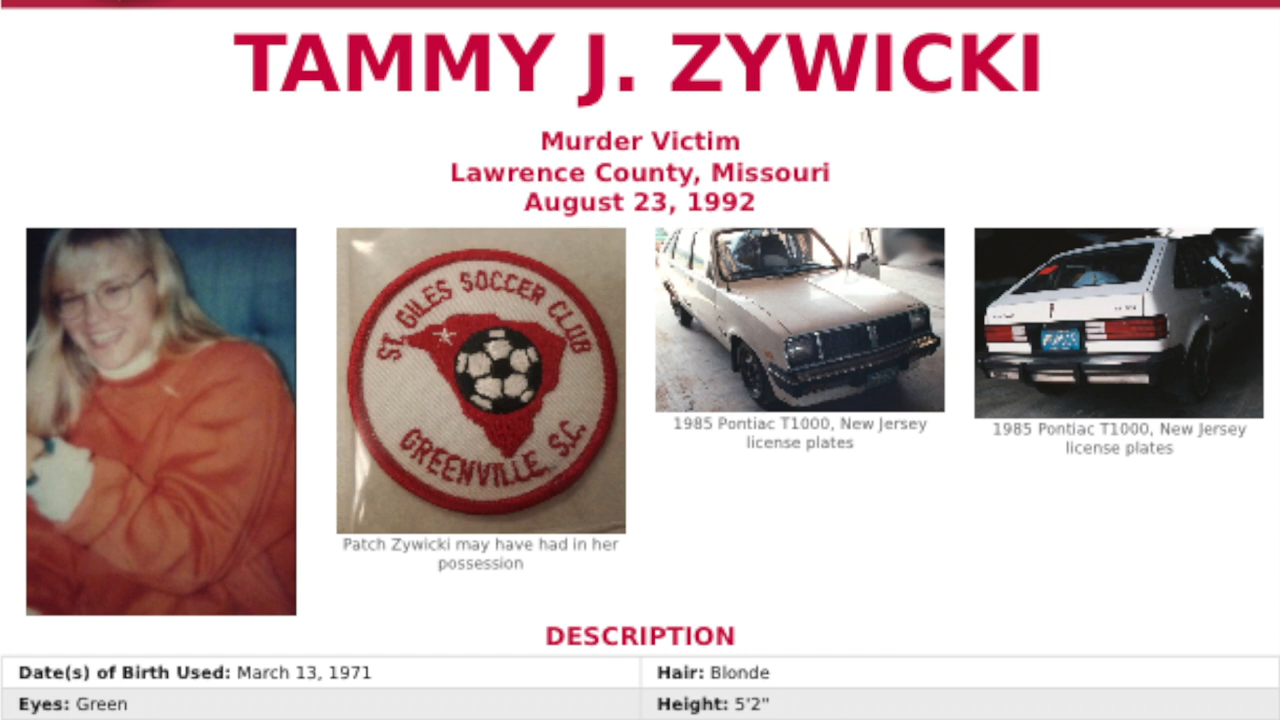 TAMMY J. ZYWICKI
Murder Victim
Lawrence County, Missouri
August 23, 1992
ST. GILES SOCCER CLUB
GREENVILLE, S.C.
Patch Zywicki may have had in her
possession
1985 Pontiac T1000, New Jersey
license plates
1985 Pontiac T1000, New Jersey
license plates
DESCRIPTION
Date(s) of Birth Used: March 13, 1971
Hair: Blonde
Eyes: Green
Height: 5'2"